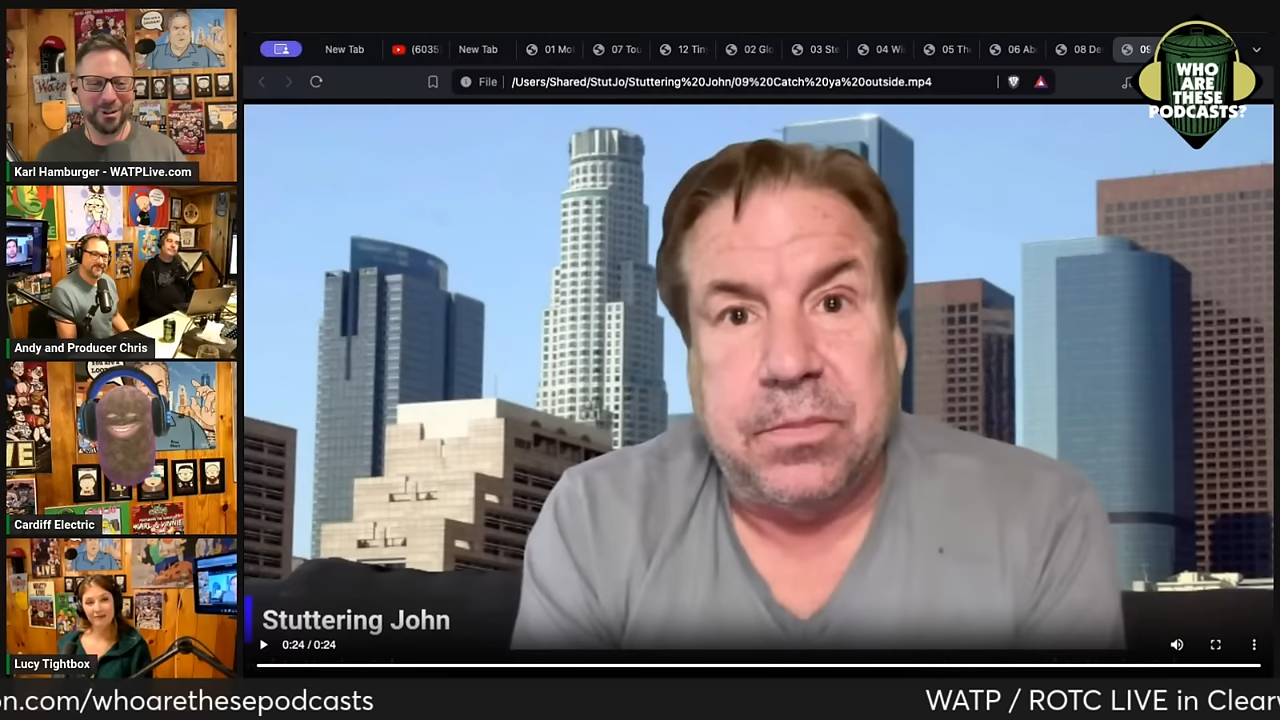 New Tab
(6035
New Tab
01 Mo
07 Tou
12 Tin
02 Glo
03 Ste
04 Wi
05 Th
06 Ab
08 De
09
File
/Users/Shared/StutJo/Stuttering%20John/09%20Catch%20ya%20outside.mp4
WHO
ARE
THESE
PODCASTS?
Karl Hamburger - WATPLive.com
Andy and Producer Chris
Cardiff Electric
Lucy Tightbox
Stuttering John
0:24 / 0:24
on.com/whoarethesepodcasts
WATP / ROTC LIVE in Clearw